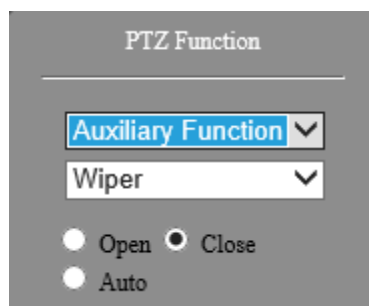 PTZ Function
Auxiliary Function
Wiper
Open Close
Auto